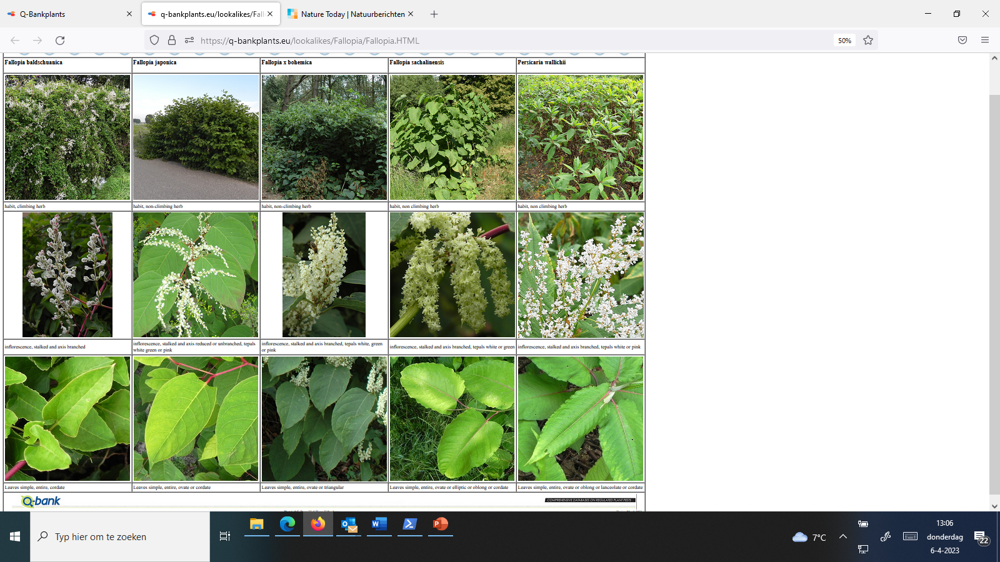 Q-Bankplants
q-bankplants.eu/lookalikes/Fall
Nature Today | Natuurberichten
https://q-bankplants.eu/lookalikes/Fallopia/Fallopia.HTML
50%
Fallopia baldschuanica
Fallopia japonica
Fallopia x bohemica
Fallopia sachalinensis
Persicaria wallichii
habit, climbing herb
habit, non-climbing herb
habit, non-climbing herb
habit, non climbing herb
habit, non climbing herb
inflorescence, stalked and axis branched
inflorescence, stalked and axis reduced or unbranched, tepals
white green or pink
inflorescence, stalked and axis branched, tepals white, green
or pink
inflorescence, stalked and axis branched, tepals white or green
inflorescence, stalked and axis branched, tepals white or pink
Leaves simple, entire, cordate
Leaves simple, entire, ovate or cordate
Leaves simple, entire, ovate or triangular
Leaves simple, entire, ovate or elliptic or oblong or cordate
Leaves simple, entire, ovate or oblong or lanceolate or cordate
Q-bank
COMPREHENSIVE DATABASES ON REGULATED PLANT PESTS
Typ hier om te zoeken
7°C
13:06
donderdag
6-4-2023
22